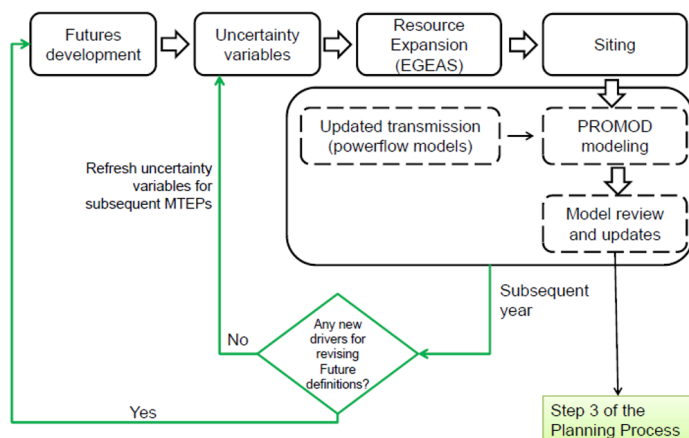 Futures
development
Uncertainty
variables
Resource
Expansion
(EGEAS)
Siting
Updated transmission
(powerflow models)
PROMOD
modeling
Refresh uncertainty
variables for
subsequent MTEPs
Model review
and updates
Subsequent
year
Any new
drivers for
revising
Future
definitions?
No
Yes
Step 3 of the
Planning Process